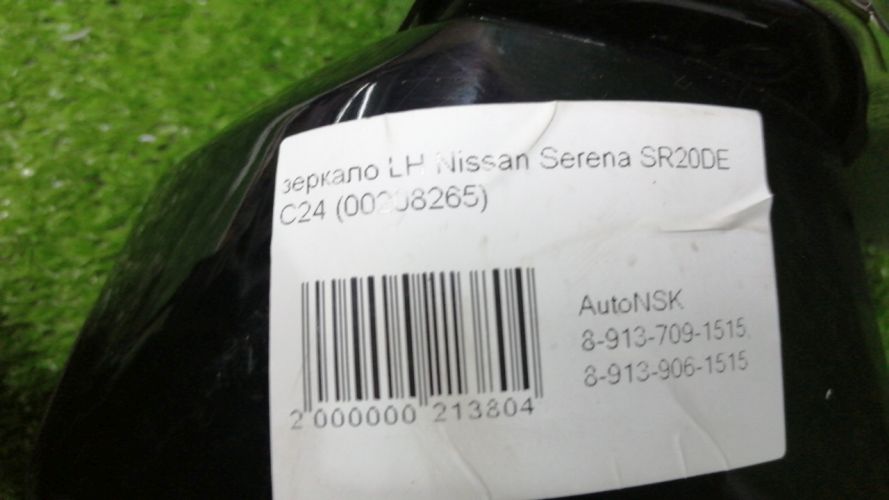 зеркало LH Nissan Serena SR20DE
C24 (00208265)
AutoNSK
8-913-709-1515,
8-913-906-1515
2 000000 213804